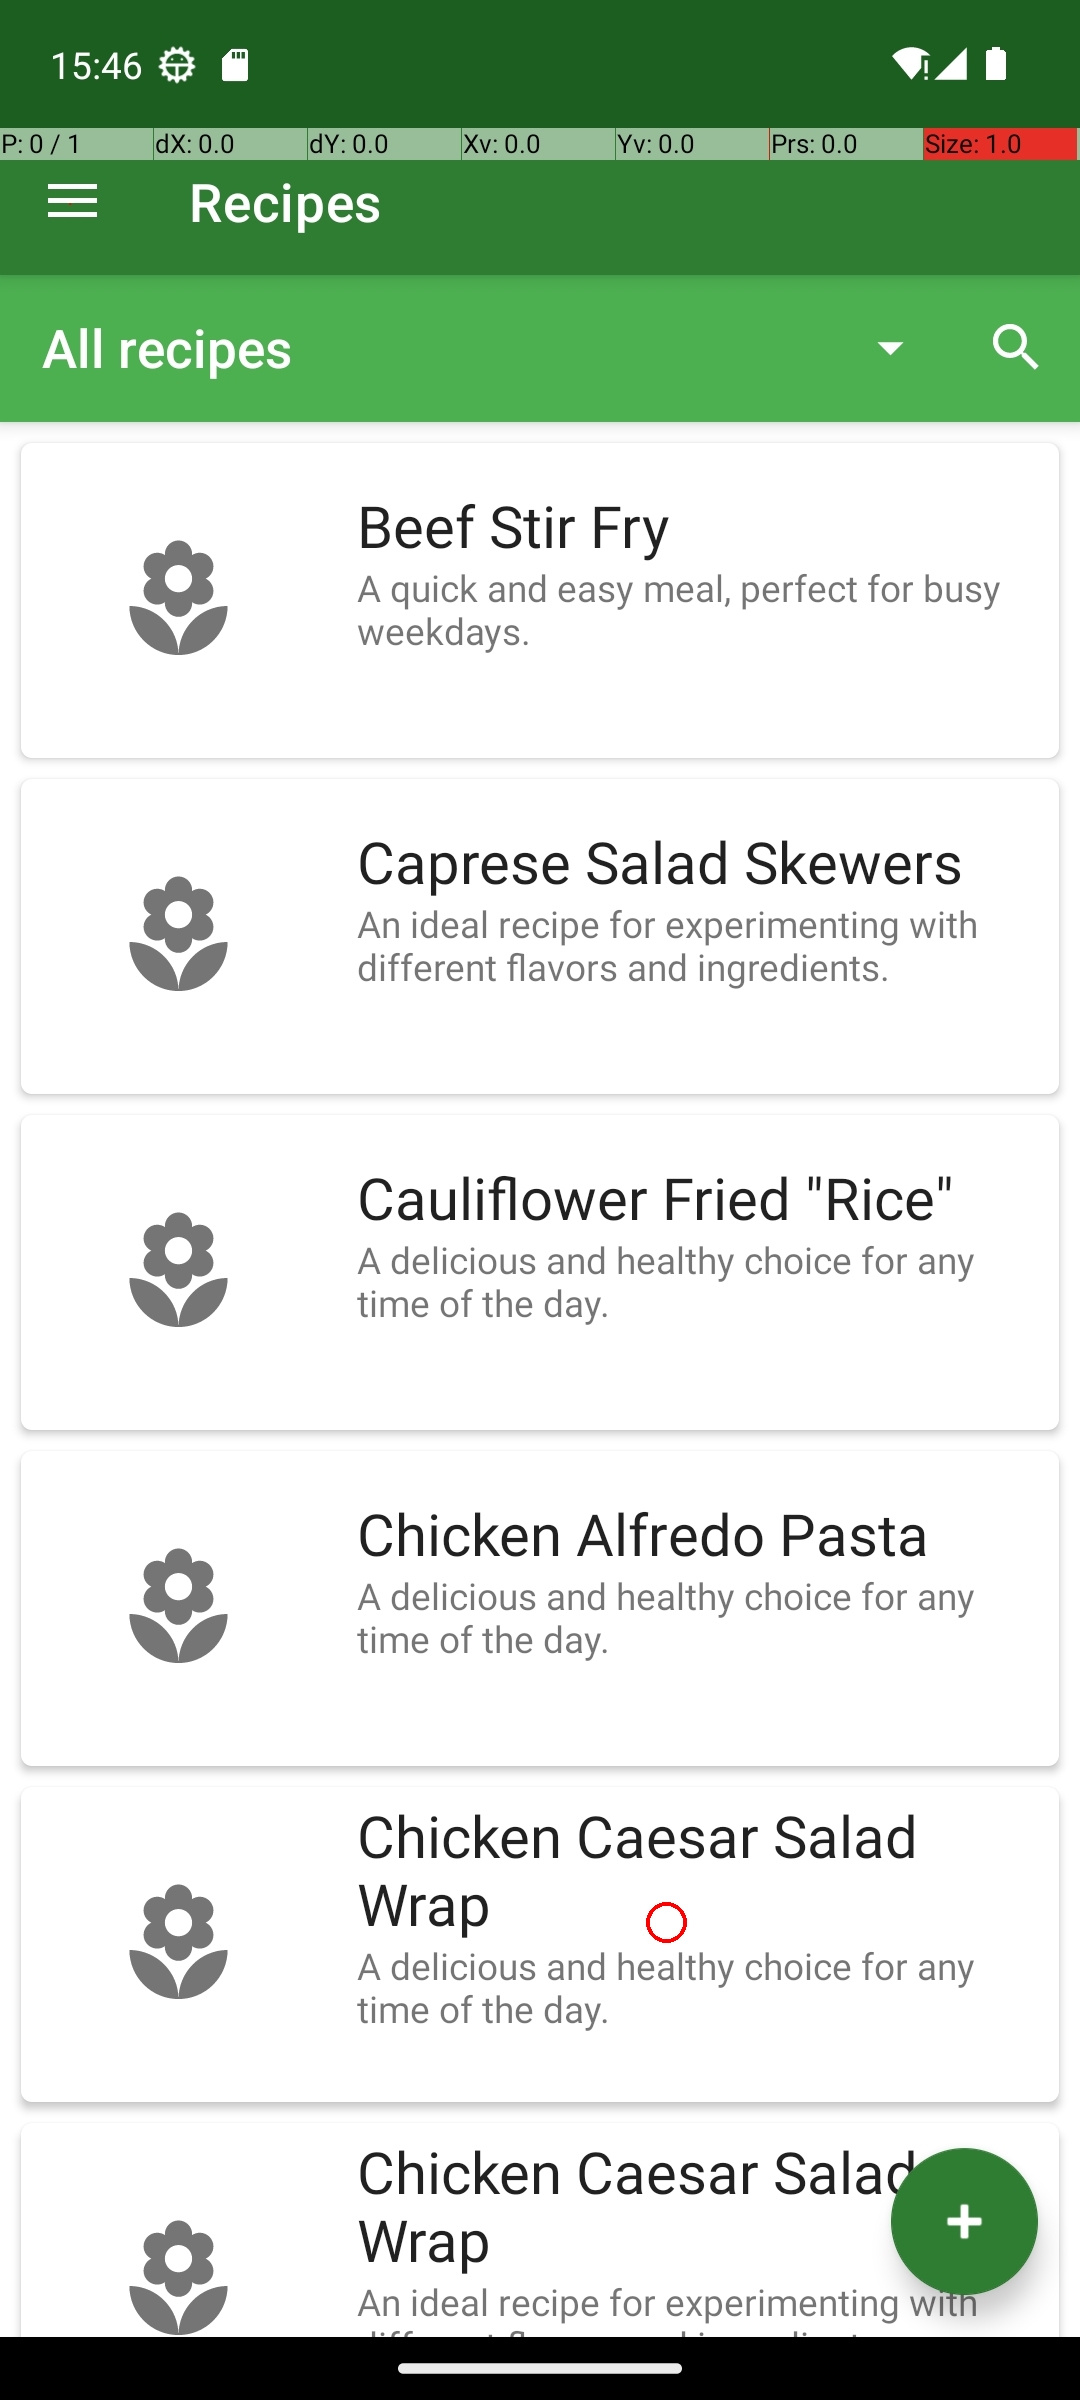 15:46
P: 0 / 1 dX: 0.0 dY: 0.0 Xv: 0.0 Yv: 0.0 Prs: 0.0 Size: 1.0
Recipes
All recipes
Beef Stir Fry
A quick and easy meal, perfect for busy
weekdays.
Caprese Salad Skewers
An ideal recipe for experimenting with
different flavors and ingredients.
Cauliflower Fried "Rice"
A delicious and healthy choice for any
time of the day.
Chicken Alfredo Pasta
A delicious and healthy choice for any
time of the day.
Chicken Caesar Salad
Wrap
A delicious and healthy choice for any
time of the day.
Chicken Caesar Salad
Wrap
An ideal recipe for experimenting with